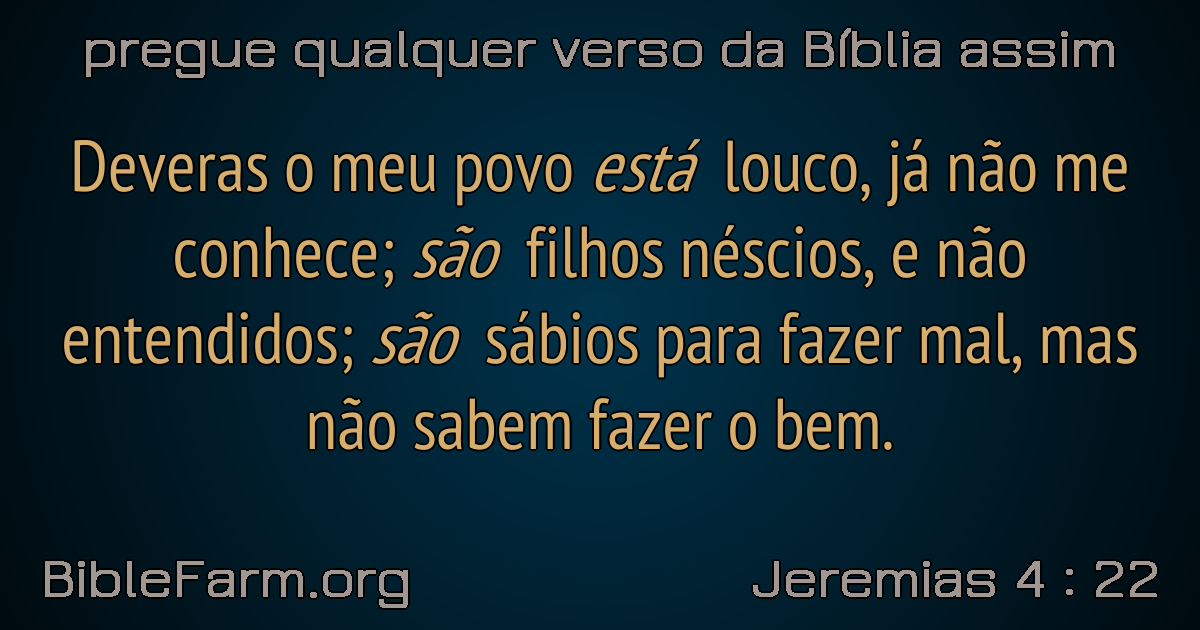 pregue qualquer verso da Bíblia assim
Deveras o meu povo está louco, já não me
conhece; são filhos néscios, e não
entendidos; são sábios para fazer mal, mas
não sabem fazer o bem.
BibleFarm.org
Jeremias 4 : 22